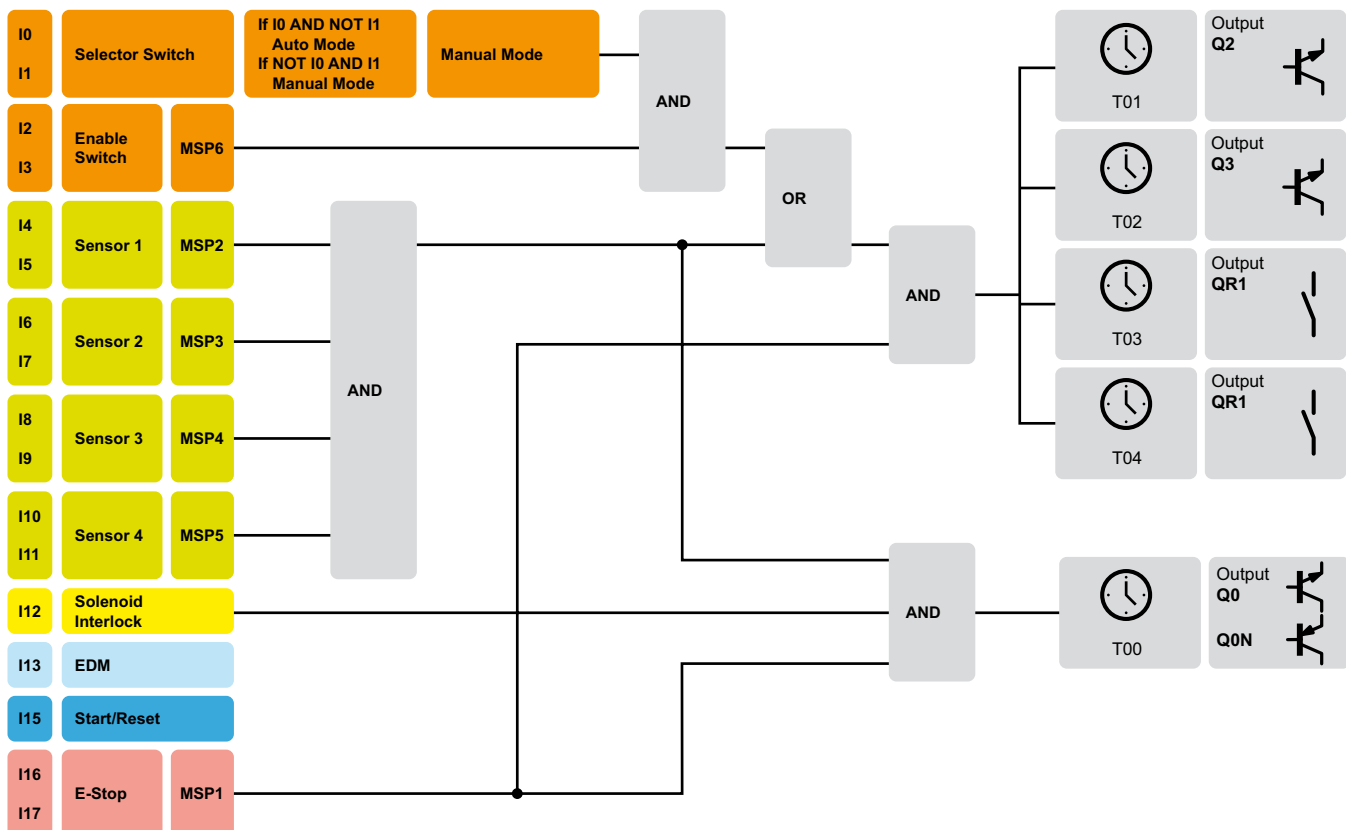 I0
I1
Selector Switch
If I0 AND NOT I1
Auto Mode
If NOT I0 AND I1
Manual Mode
Manual Mode
AND
I2
I3
Enable
Switch
MSP6
OR
I4
I5
Sensor 1
MSP2
I6
I7
Sensor 2
MSP3
AND
I8
I9
Sensor 3
MSP4
I10
I11
Sensor 4
MSP5
AND
T01
Output
Q2
T02
Output
Q3
T03
Output
QR1
T04
Output
QR1
I12
Solenoid
Interlock
AND
T00
Output
Q0
Q0N
I13
EDM
I15
Start/Reset
I16
I17
E-Stop
MSP1